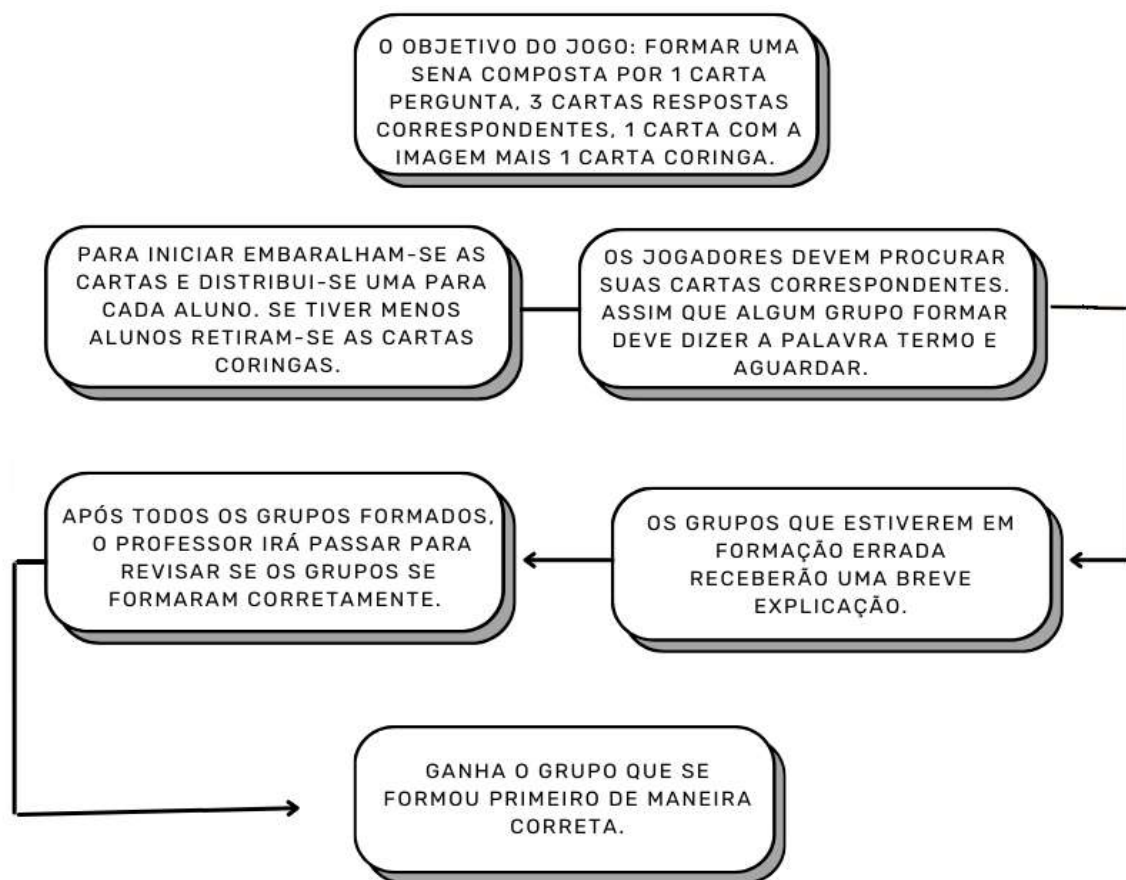 O OBJETIVO DO JOGO: FORMAR UMA
SENA COMPOSTA POR 1 CARTA
PERGUNTA, 3 CARTAS RESPOSTAS
CORRESPONDENTES, 1 CARTA COM A
IMAGEM MAIS 1 CARTA CORINGA.
PARA INICIAR EMBARALHAM-SE AS
CARTAS E DISTRIBUI-SE UMA PARA
CADA ALUNO. SE TIVER MENOS
ALUNOS RETIRAM-SE AS CARTAS
CORINGAS.
OS JOGADORES DEVEM PROCURAR
SUAS CARTAS CORRESPONDENTES.
ASSIM QUE ALGUM GRUPO FORMAR
DEVE DIZER A PALAVRA TERMO E
AGUARDAR.
OS GRUPOS QUE ESTIVEREM EM
FORMAÇÃO ERRADA
RECEBERÃO UMA BREVE
EXPLICAÇÃO.
APÓS TODOS OS GRUPOS FORMADOS,
O PROFESSOR IRÁ PASSAR PARA
REVISAR SE OS GRUPOS SE
FORMARAM CORRETAMENTE.
GANHA O GRUPO QUE SE
FORMOU PRIMEIRO DE MANEIRA
CORRETA.